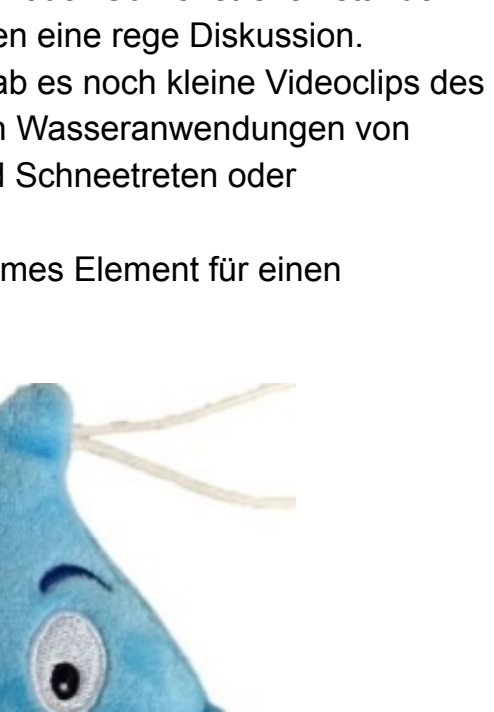 en eine rege Diskussion.
ab es noch kleine Videoclips des
Wasseranwendungen von
Schneetreten oder
mes Element für einen